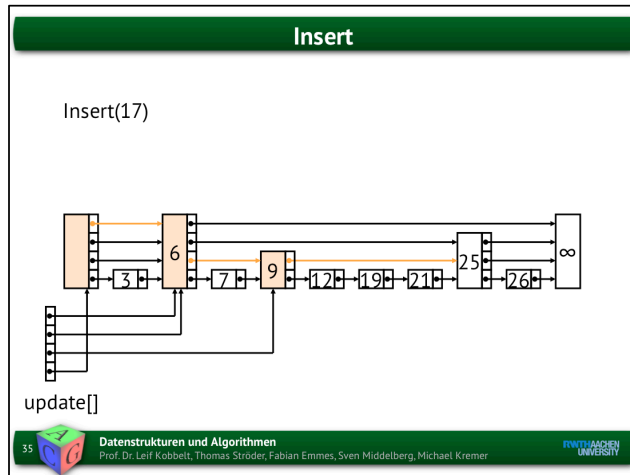 Insert
Insert(17)
3 6 7 9 12 19 21 25 26 ∞
update[]
35
A C G
Datenstrukturen und Algorithmen
Prof. Dr. Leif Kobbelt, Thomas Ströder, Fabian Emmes, Sven Middelberg, Michael Kremer
RWTHAACHEN
UNIVERSITY